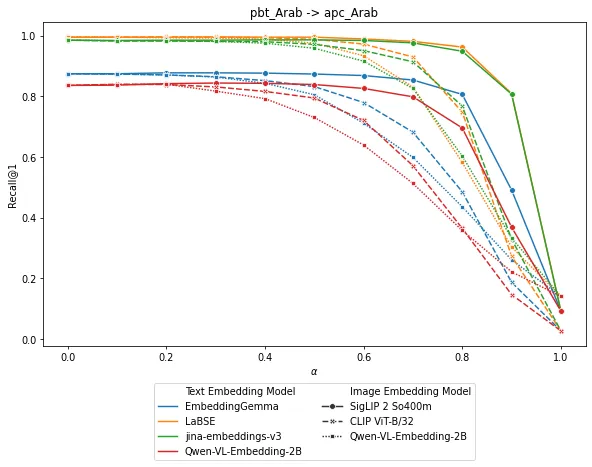 pbt_Arab -> apc_Arab
1.0
0.8
0.6
0.4
0.2
0.0
Recall@1
0.0 0.2 0.4 0.6 0.8 1.0
α
Text Embedding Model Image Embedding Model
EmbeddingGemma SigLIP 2 So400m
LaBSE CLIP ViT-B/32
jina-embeddings-v3 Qwen-VL-Embedding-2B
Qwen-VL-Embedding-2B